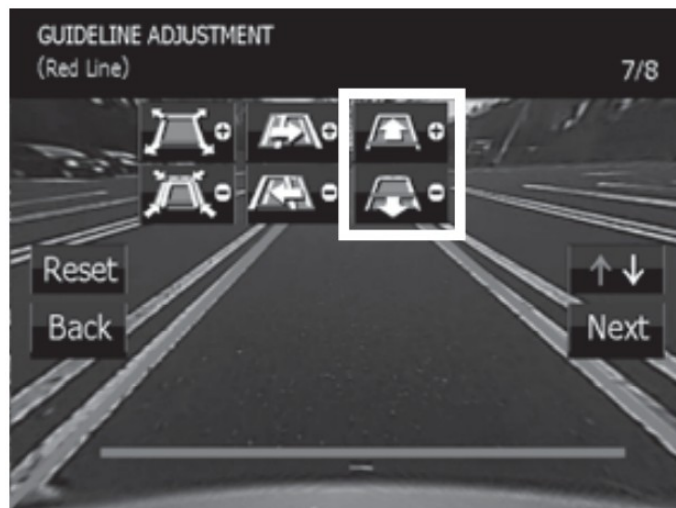 GUIDELINE ADJUSTMENT
(Red Line)
7/8
Reset
Back
Next